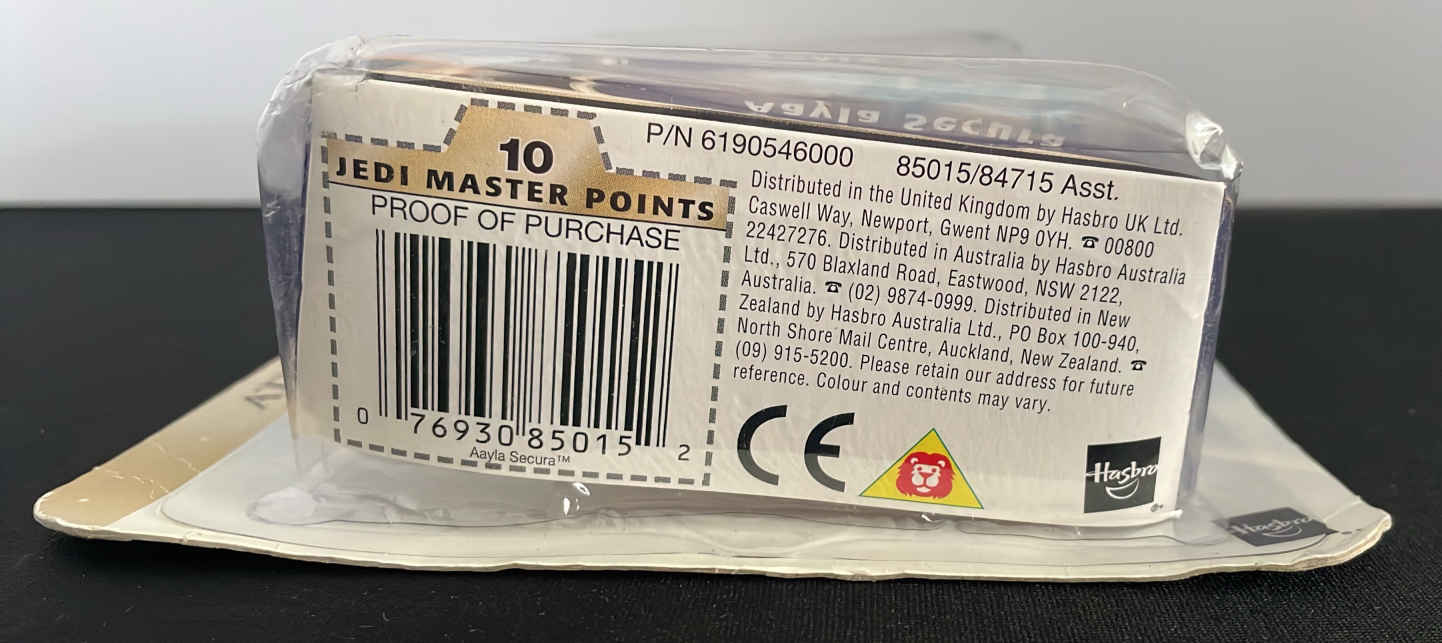 Aayla Secura
10
JEDI MASTER POINTS
PROOF OF PURCHASE
0 76930 85015 2
Aayla Secura™
P/N 6190546000 85015/84715 Asst.
Distributed in the United Kingdom by Hasbro UK Ltd.
Caswell Way, Newport, Gwent NP9 0YH. ☎ 00800
22427276. Distributed in Australia by Hasbro Australia
Ltd., 570 Blaxland Road, Eastwood, NSW 2122,
Australia. ☎ (02) 9874-0999. Distributed in New
Zealand by Hasbro Australia Ltd., PO Box 100-940,
North Shore Mail Centre, Auckland, New Zealand. ☎
(09) 915-5200. Please retain our address for future
reference. Colour and contents may vary.
CE
Hasbro
Hasbro